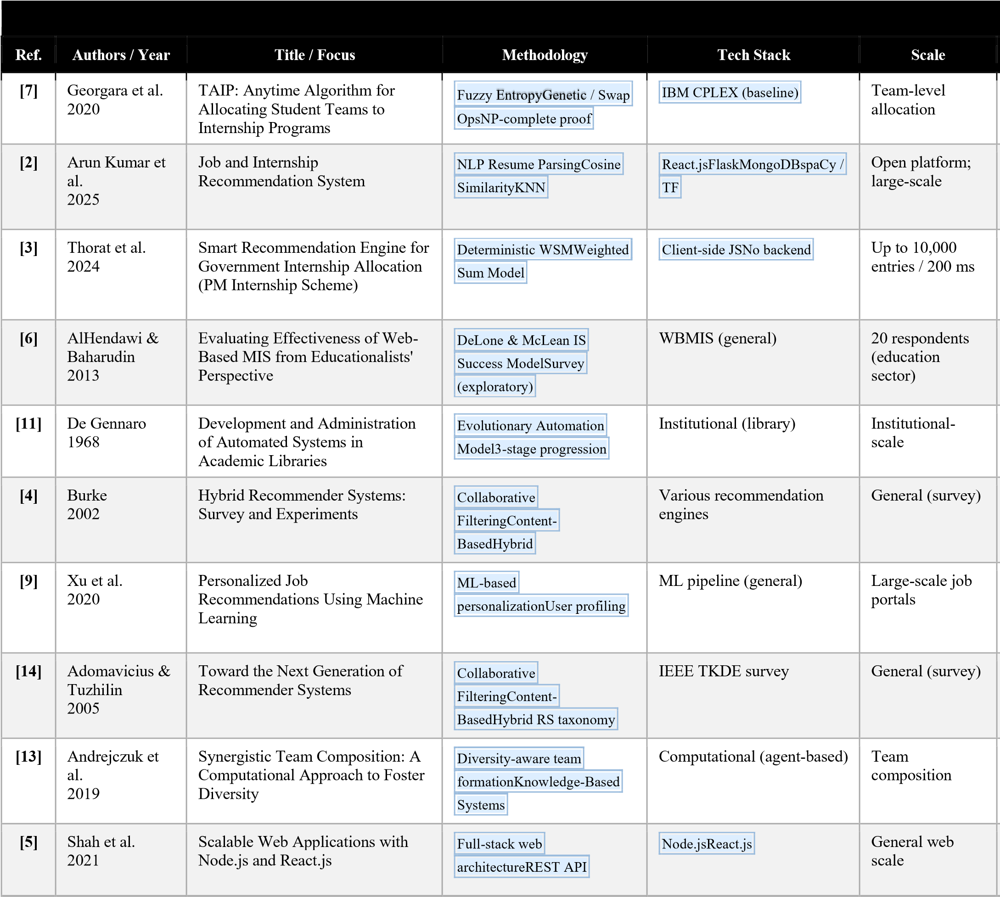 Ref. Authors / Year Title / Focus Methodology Tech Stack Scale
[7]
Georgara et al.
2020
TAIP: Anytime Algorithm for
Allocating Student Teams to
Internship Programs
Fuzzy EntropyGenetic / Swap
OpsNP-complete proof
IBM CPLEX (baseline)
Team-level
allocation
[2]
Arun Kumar et
al.
2025
Job and Internship
Recommendation System
NLP Resume ParsingCosine
SimilarityKNN
React.jsFlaskMongoDBspaCy /
TF
Open platform;
large-scale
[3]
Thorat et al.
2024
Smart Recommendation Engine for
Government Internship Allocation
(PM Internship Scheme)
Deterministic WSMWeighted
Sum Model
Client-side JSNo backend
Up to 10,000
entries / 200 ms
[6]
AlHendawi &
Baharudin
2013
Evaluating Effectiveness of Web-
Based MIS from Educationalists'
Perspective
DeLone & McLean IS
Success ModelSurvey
(exploratory)
WBMIS (general)
20 respondents
(education
sector)
[11]
De Gennaro
1968
Development and Administration
of Automated Systems in
Academic Libraries
Evolutionary Automation
Model3-stage progression
Institutional (library)
Institutional-
scale
[4]
Burke
2002
Hybrid Recommender Systems:
Survey and Experiments
Collaborative
FilteringContent-
BasedHybrid
Various recommendation
engines
General (survey)
[9]
Xu et al.
2020
Personalized Job
Recommendations Using Machine
Learning
ML-based
personalizationUser profiling
ML pipeline (general)
Large-scale job
portals
[14]
Adomavicius &
Tuzhilin
2005
Toward the Next Generation of
Recommender Systems
Collaborative
FilteringContent-
BasedHybrid RS taxonomy
IEEE TKDE survey
General (survey)
[13]
Andrejczuk et
al.
2019
Synergistic Team Composition: A
Computational Approach to Foster
Diversity
Diversity-aware team
formationKnowledge-Based
Systems
Computational (agent-based)
Team
composition
[5]
Shah et al.
2021
Scalable Web Applications with
Node.js and React.js
Full-stack web
architectureREST API
Node.jsReact.js
General web
scale